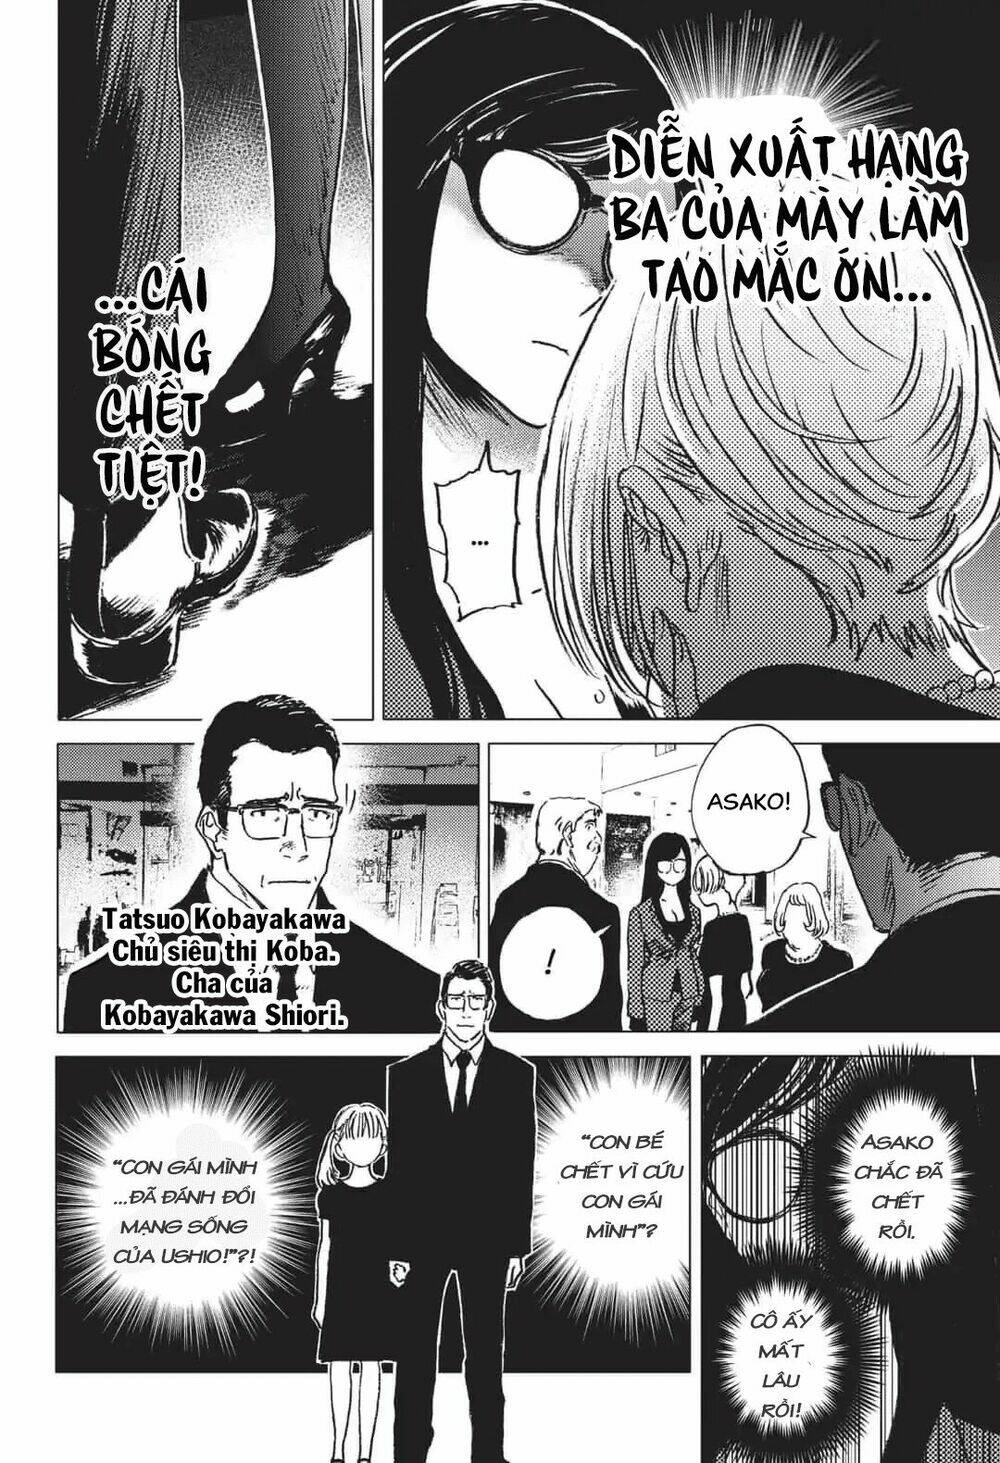 DIỄN XUẤT HẠNG
BA CỦA MÀY LÀM
TAO MẮC ỚN!...
...
...CÁI
BÓNG
CHẾT
TIỆT!
ASAKO!
!
Tatsuo Kobayakawa
Chủ siêu thị Koba.
Cha của
Kobayakawa Shiori.
ASAKO
CHẮC ĐÃ
CHẾT
RỒI.
CÔ ẤY
MẤT
LÂU
RỒI!
"CON BÉ
CHẾT VÌ CỨU
CON GÁI
MÌNH"?
"CON GÁI MÌNH
...ĐÃ ĐÁNH ĐỔI
MẠNG SỐNG
CỦA USHIO!"?!